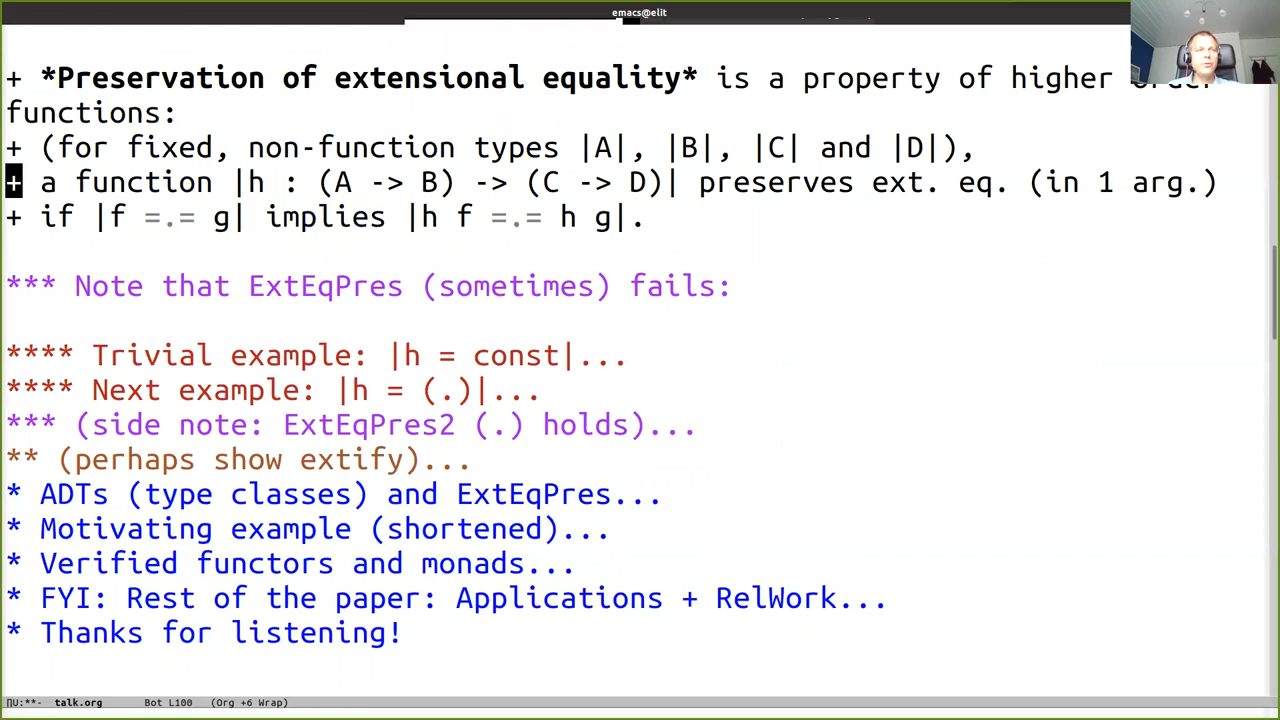 emacs@elit
+ *Preservation of extensional equality* is a property of higher order
functions:
+ (for fixed, non-function types |A|, |B|, |C| and |D|),
+ a function |h : (A -> B) -> (C -> D)| preserves ext. eq. (in 1 arg.)
+ if |f =.= g| implies |h f =.= h g|.
*** Note that ExtEqPres (sometimes) fails:
**** Trivial example: |h = const|...
**** Next example: |h = (.)|...
*** (side note: ExtEqPres2 (.) holds)...
** (perhaps show extify)...
* ADTs (type classes) and ExtEqPres...
* Motivating example (shortened)...
* Verified functors and monads...
* FYI: Rest of the paper: Applications + RelWork...
* Thanks for listening!
U:**- talk.org Bot L100 (Org +6 Wrap)